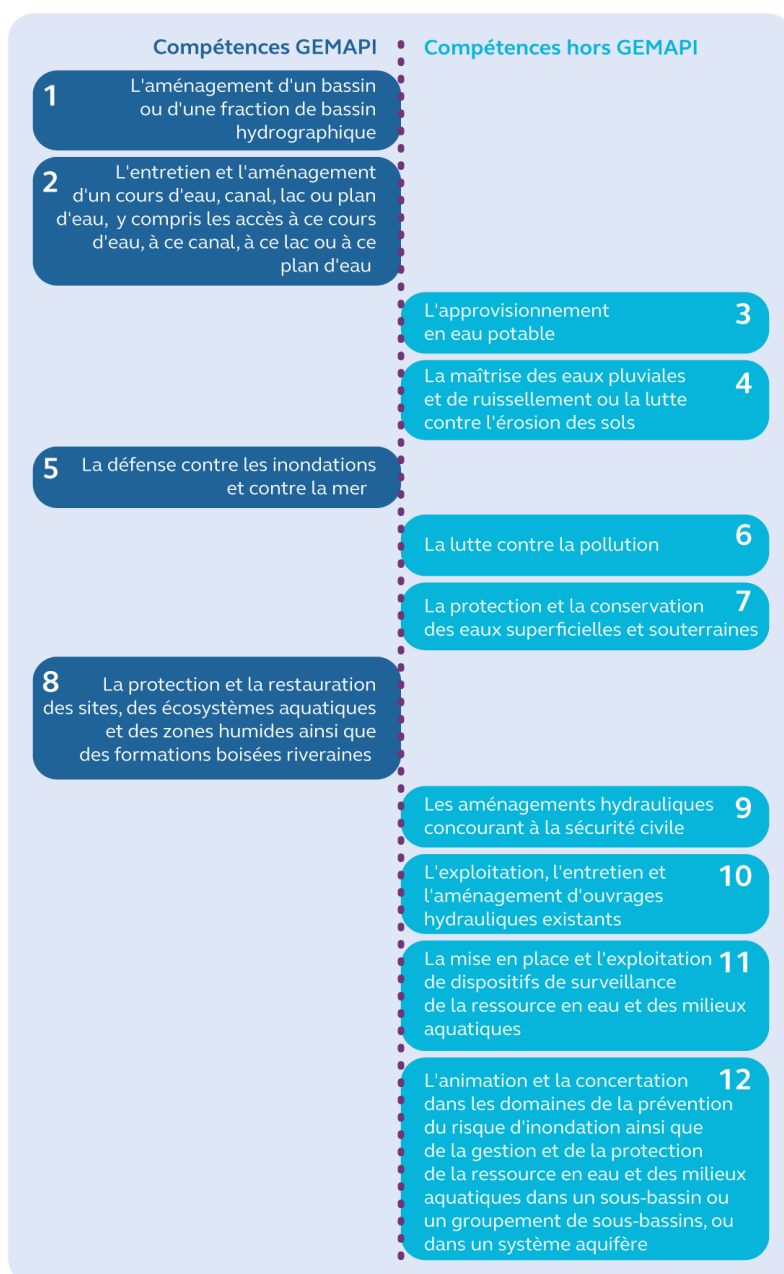 Compétences GEMAPI
Compétences hors GEMAPI
1
L'aménagement d'un bassin
ou d'une fraction de bassin
hydrographique
2
L'entretien et l'aménagement
d'un cours d'eau, canal, lac ou plan
d'eau, y compris les accès à ce cours
d'eau, à ce canal, à ce lac ou à ce
plan d'eau
L'approvisionnement
en eau potable
3
La maîtrise des eaux pluviales
et de ruissellement ou la lutte
contre l'érosion des sols
4
5
La défense contre les inondations
et contre la mer
La lutte contre la pollution
6
La protection et la conservation
des eaux superficielles et souterraines
7
8
La protection et la restauration
des sites, des écosystèmes aquatiques
et des zones humides ainsi que
des formations boisées riveraines
Les aménagements hydrauliques
concourant à la sécurité civile
9
L'exploitation, l'entretien et
l'aménagement d'ouvrages
hydrauliques existants
10
La mise en place et l'exploitation
de dispositifs de surveillance
de la ressource en eau et des milieux
aquatiques
11
L'animation et la concertation
dans les domaines de la prévention
du risque d'inondation ainsi que
de la gestion et de la protection
de la ressource en eau et des milieux
aquatiques dans un sous-bassin ou
un groupement de sous-bassins, ou
dans un système aquifère
12